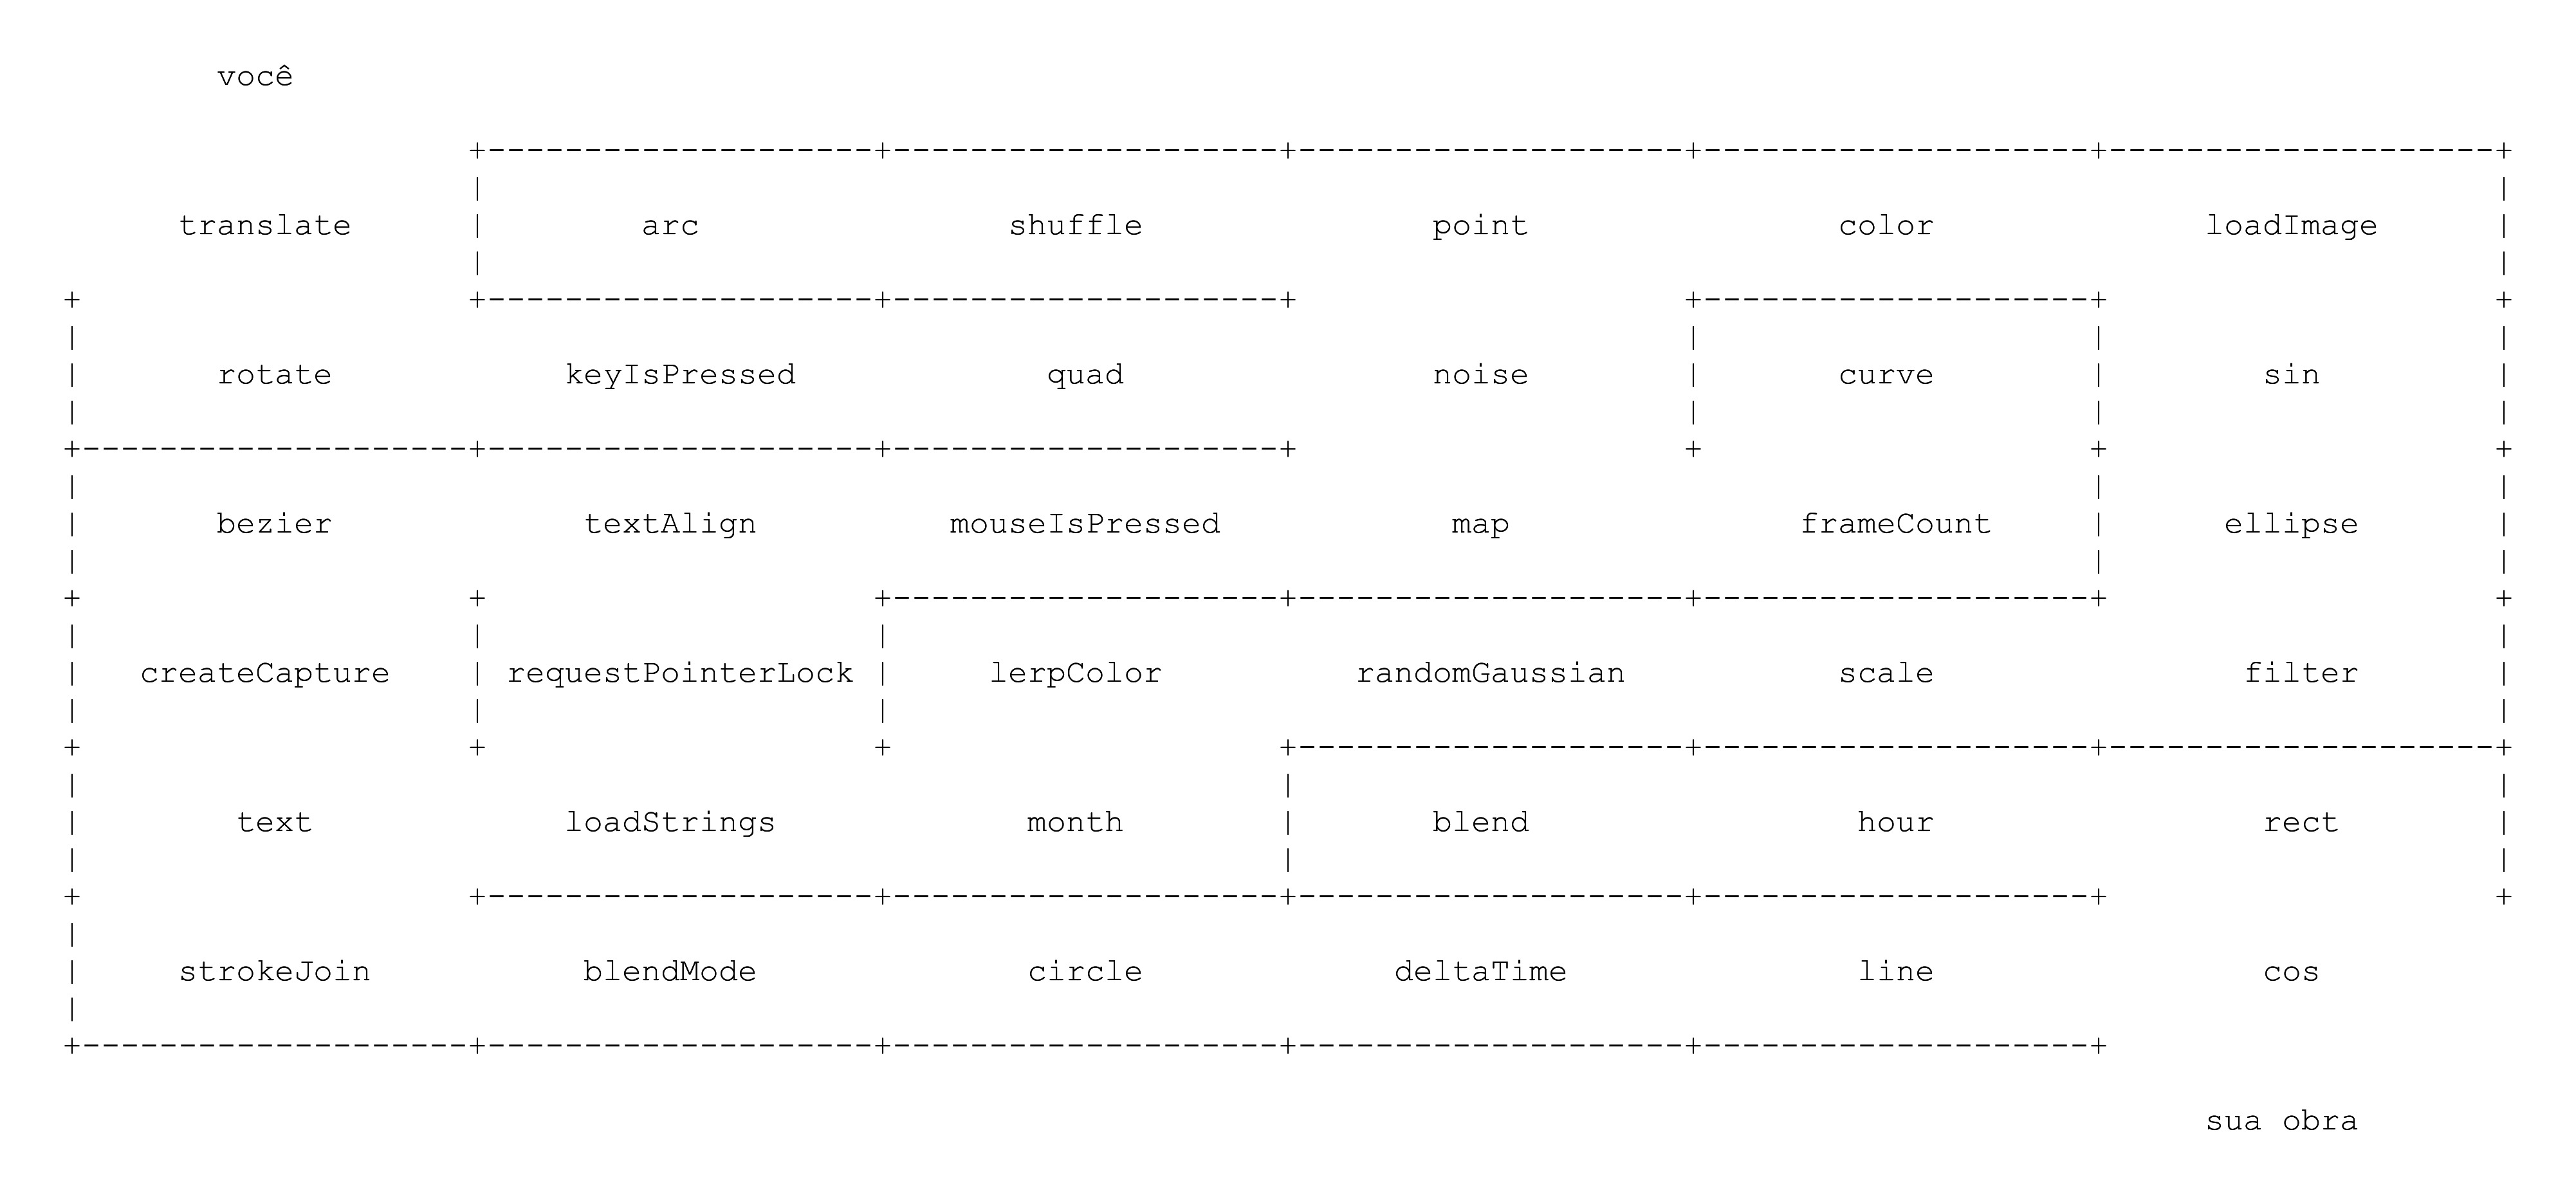 você
translate arc shuffle point color loadImage
rotate keyIsPressed quad noise curve sin
bezier textAlign mouseIsPressed map frameCount ellipse
createCapture requestPointerLock lerpColor randomGaussian scale filter
text loadStrings month blend hour rect
strokeJoin blendMode circle deltaTime line cos
sua obra